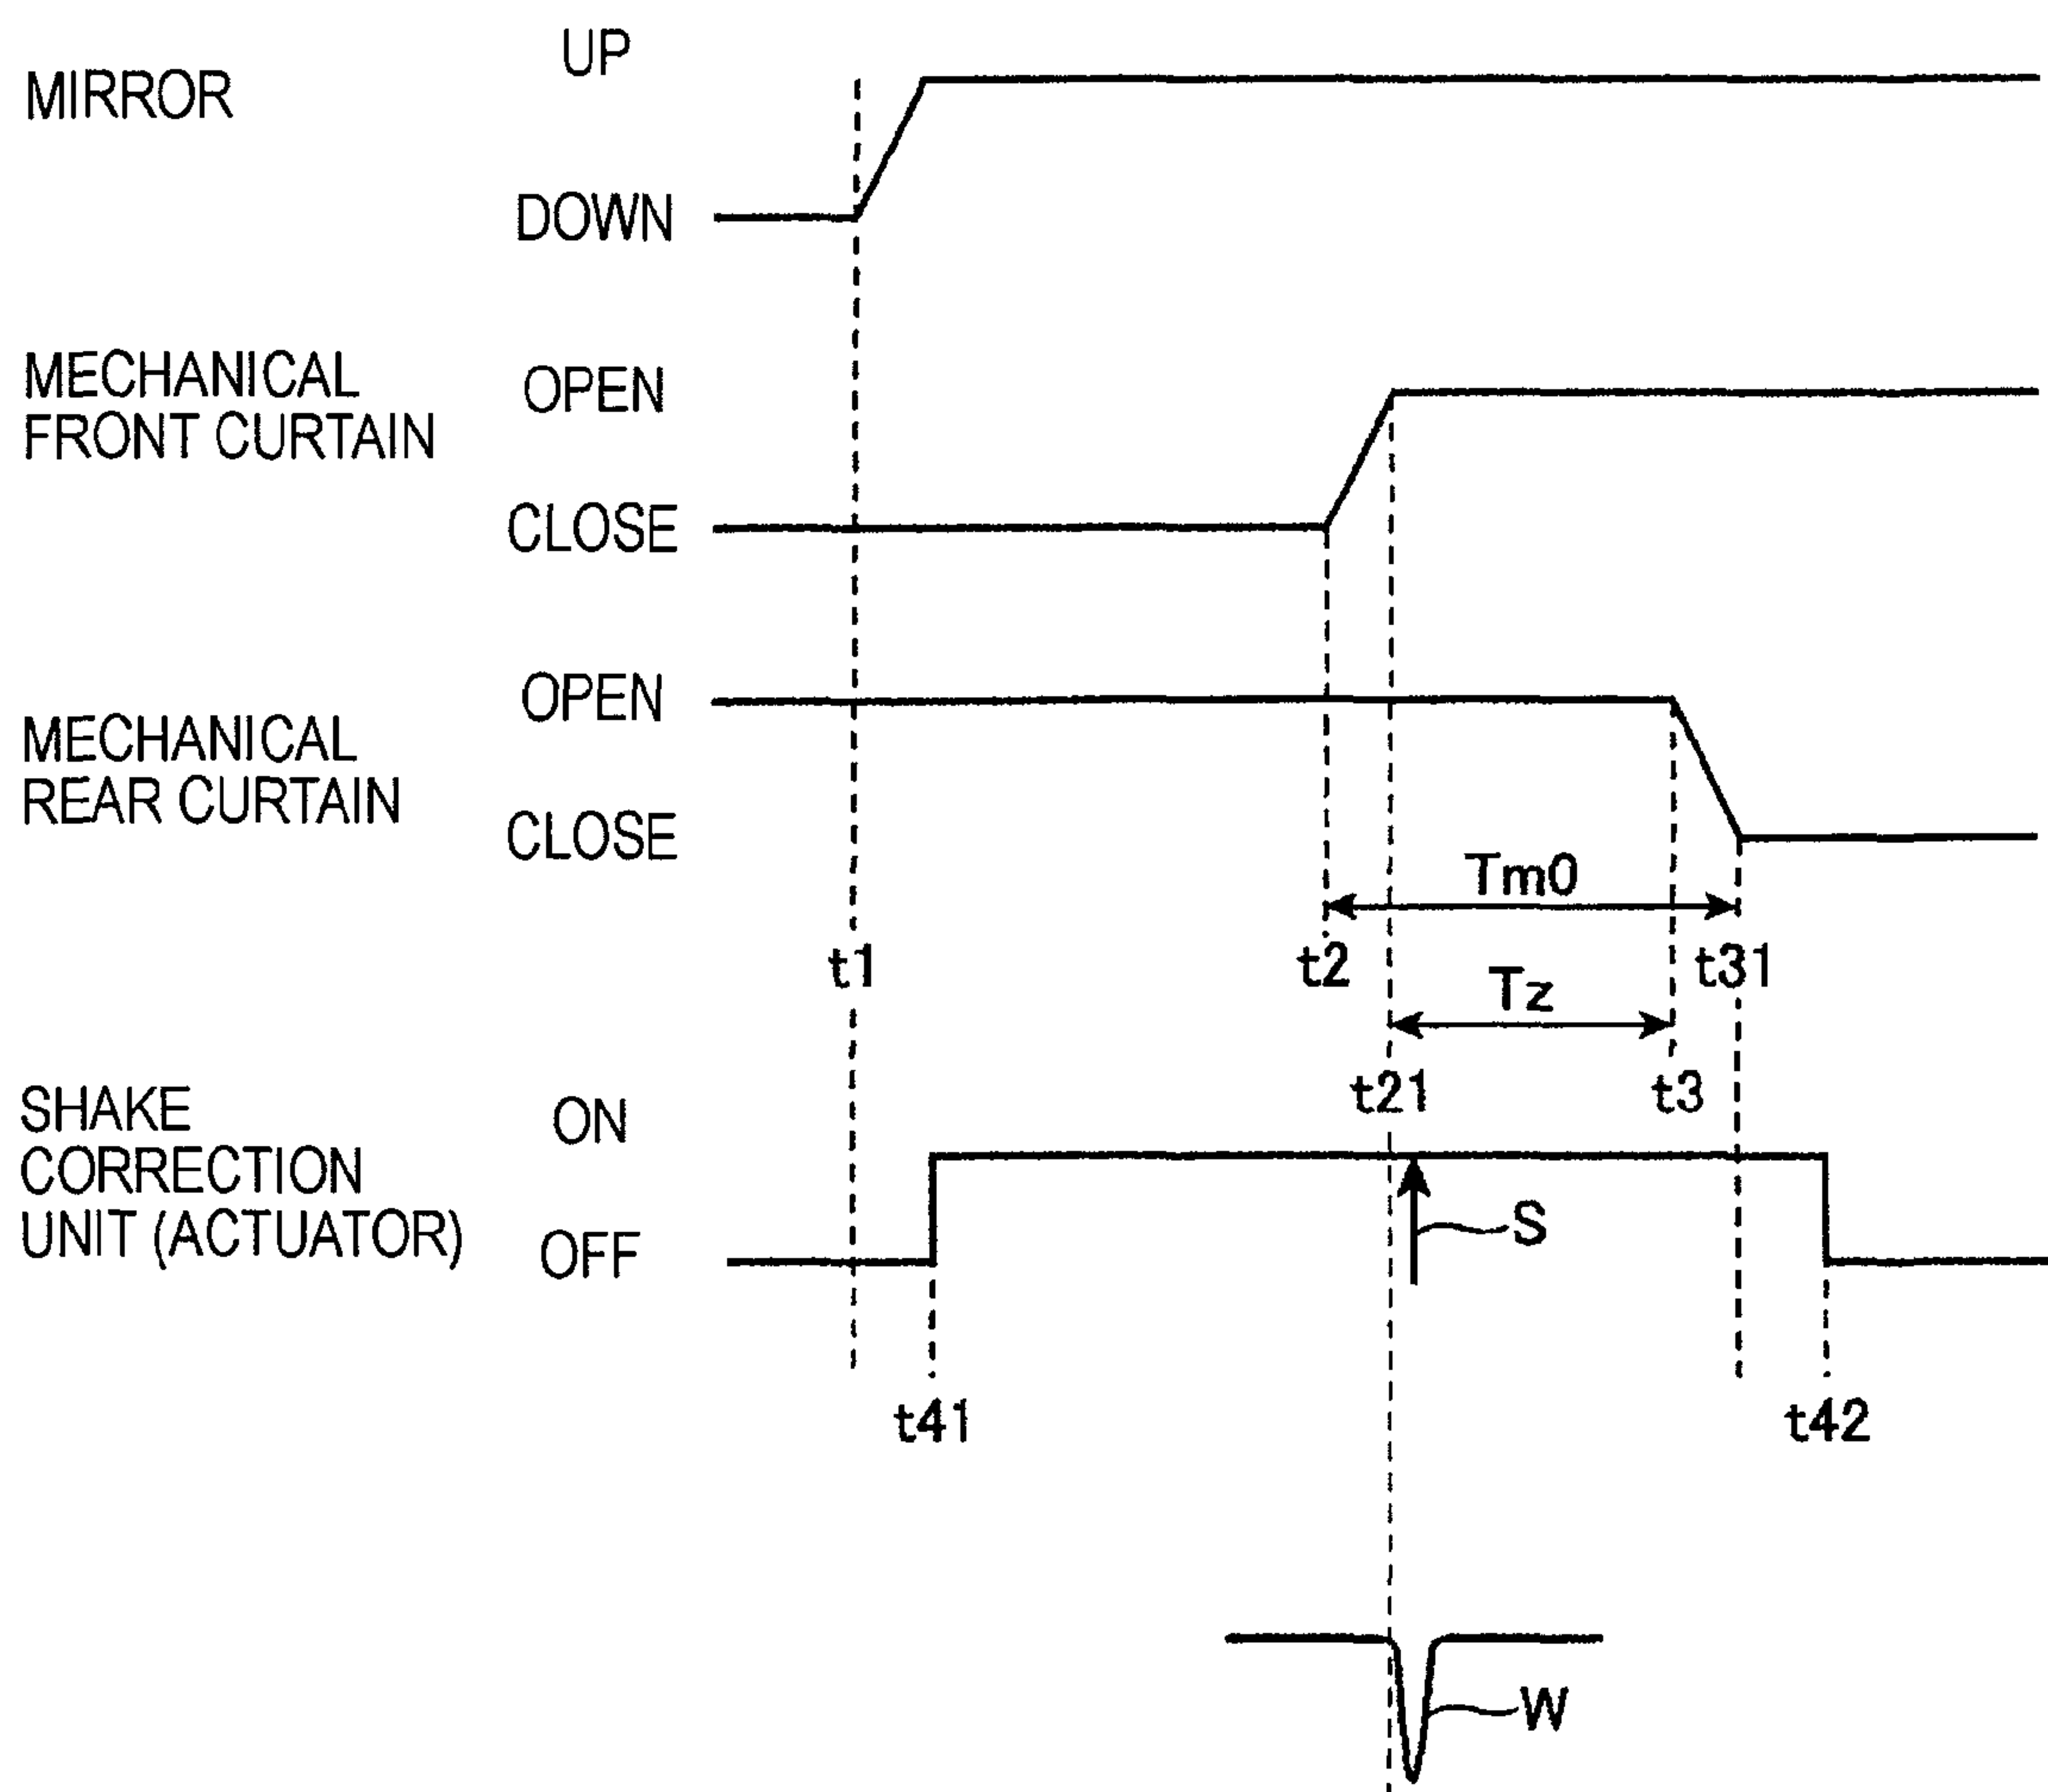 UP
MIRROR
DOWN
MECHANICAL
FRONT CURTAIN
OPEN
CLOSE
OPEN
MECHANICAL
REAR CURTAIN
CLOSE
Tm0
t1
t2
t31
Tz
t21
t3
SHAKE
CORRECTION
UNIT (ACTUATOR)
ON
OFF
S
t41
t42
W